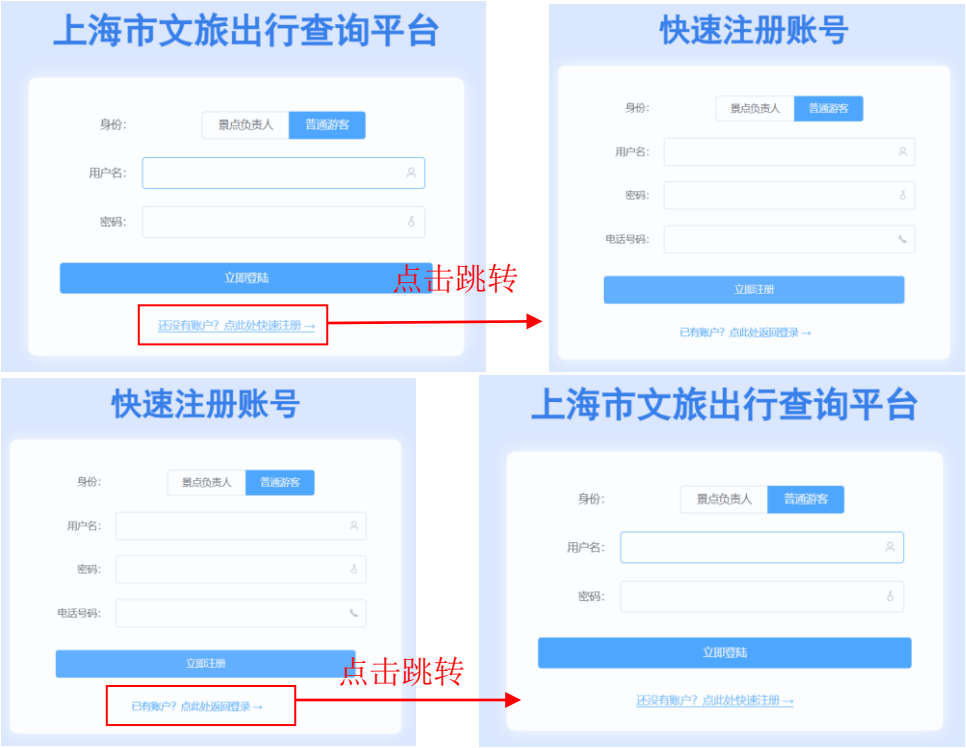 上海市文旅出行查询平台
身份：
景点负责人
普通游客
用户名：
密码：
立即登陆
还没有账户？点此处快速注册→
点击跳转
快速注册账号
身份：
景点负责人
普通游客
用户名：
密码：
电话号码：
立即注册
已有账户？点此处返回登录→
快速注册账号
身份：
景点负责人
普通游客
用户名：
密码：
电话号码：
立即注册
已有账户？点此处返回登录→
点击跳转
上海市文旅出行查询平台
身份：
景点负责人
普通游客
用户名：
密码：
立即登陆
还没有账户？点此处快速注册→